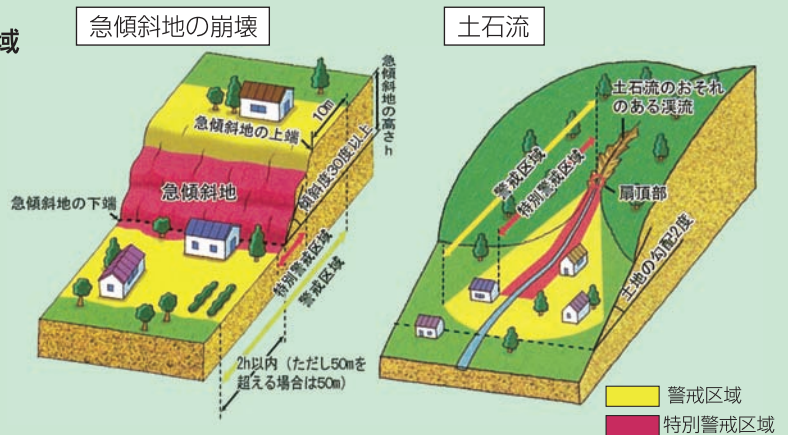 域
急傾斜地の崩壊
土石流
急傾斜地の高さh
10m
急傾斜地の上端
傾斜度30度以上
急傾斜地
急傾斜地の下端
特別警戒区域
警戒区域
2h以内（ただし50mを
超える場合は50m）
土石流のおそれ
のある渓流
警戒区域
特別警戒区域
扇頂部
土地の勾配2度
警戒区域
特別警戒区域